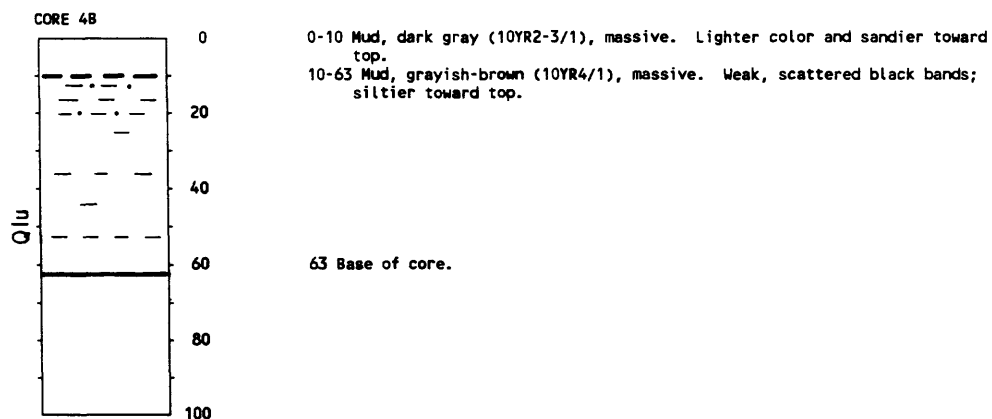 CORE 4B
0
0-10 Mud, dark gray (10YR2-3/1), massive. Lighter color and sandier toward
top.
10-63 Mud, grayish-brown (10YR4/1), massive. Weak, scattered black bands;
siltier toward top.
20
40
Qlu
60
63 Base of core.
80
100